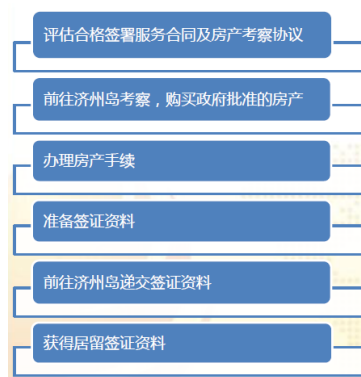 评估合格签署服务合同及房产考察协议
前往济州岛考察，购买政府批准的房产
办理房产手续
准备签证资料
前往济州岛递交签证资料
获得居留签证资料